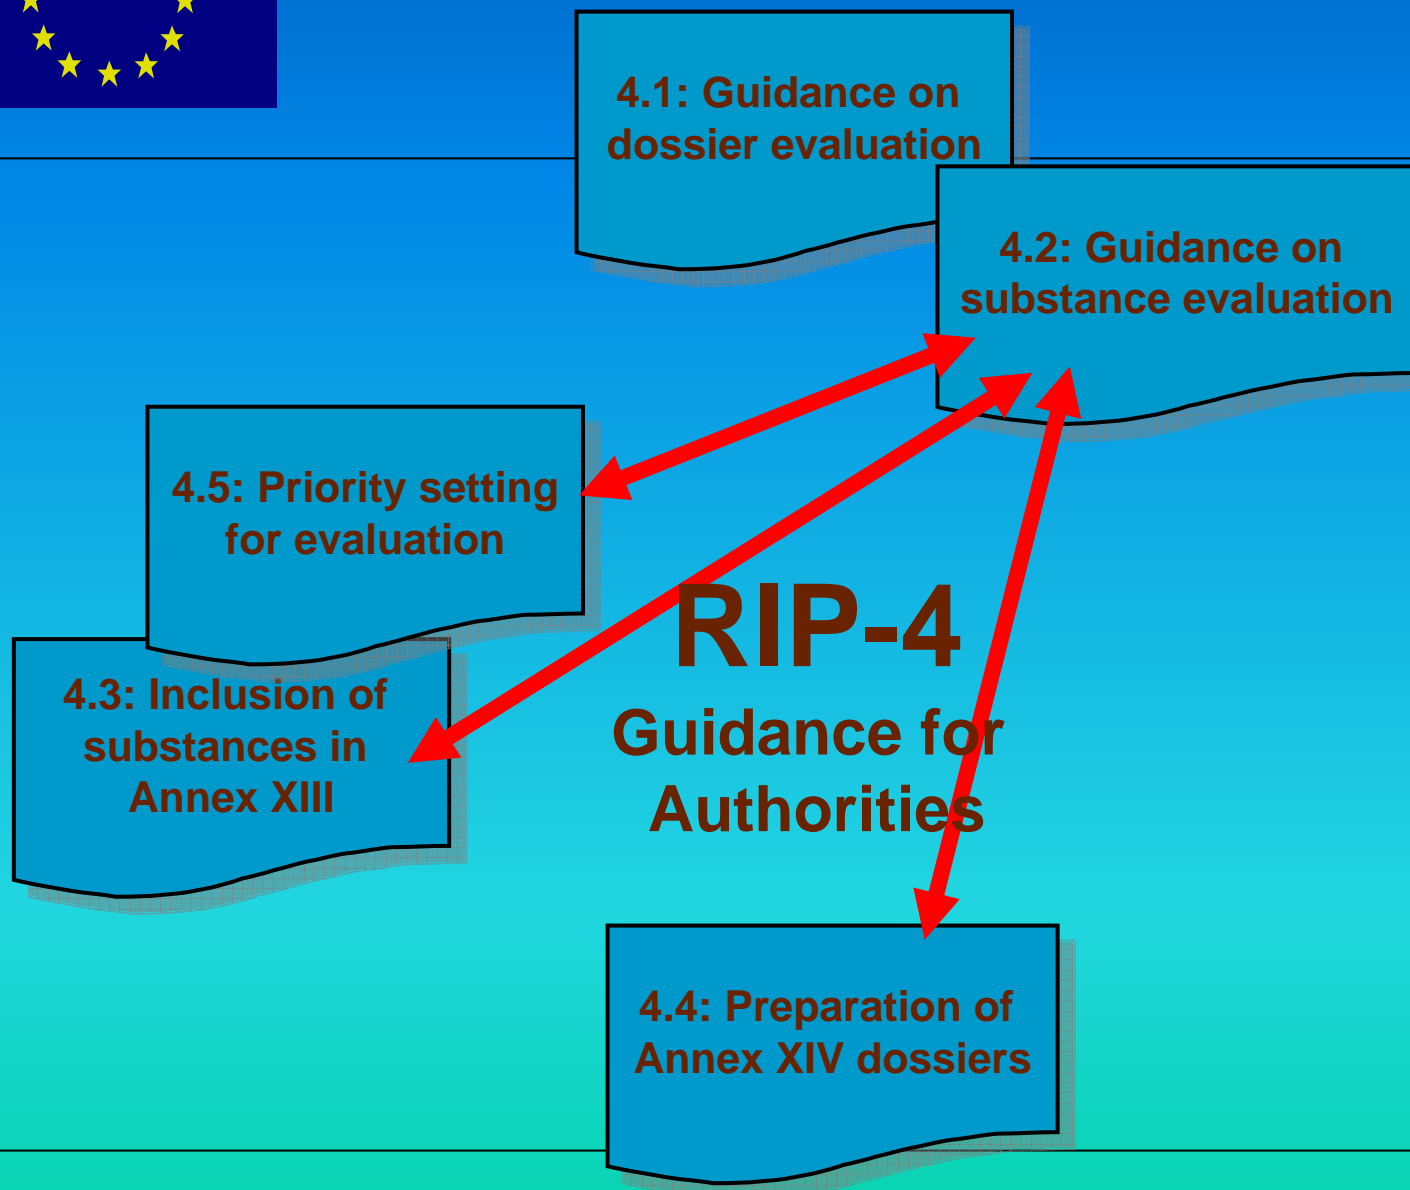 4.1: Guidance on
dossier evaluation
4.2: Guidance on
substance evaluation
4.5: Priority setting
for evaluation
4.3: Inclusion of
substances in
Annex XIII
RIP-4
Guidance for
Authorities
4.4: Preparation of
Annex XIV dossiers